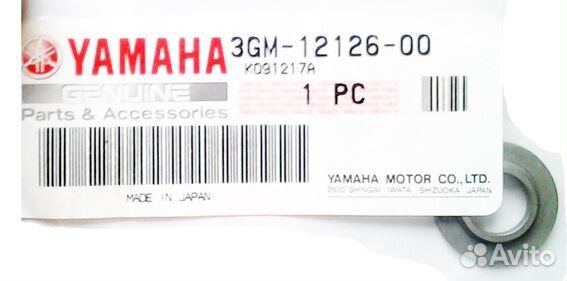 YAMAHA
GENUINE
Parts & Accessories
3GM-12126-00
K091217A
1 PC
MADE IN JAPAN
YAMAHA MOTOR CO., LTD.
2500 SHINGAI IWATA SHIZUOKA JAPAN
Avito